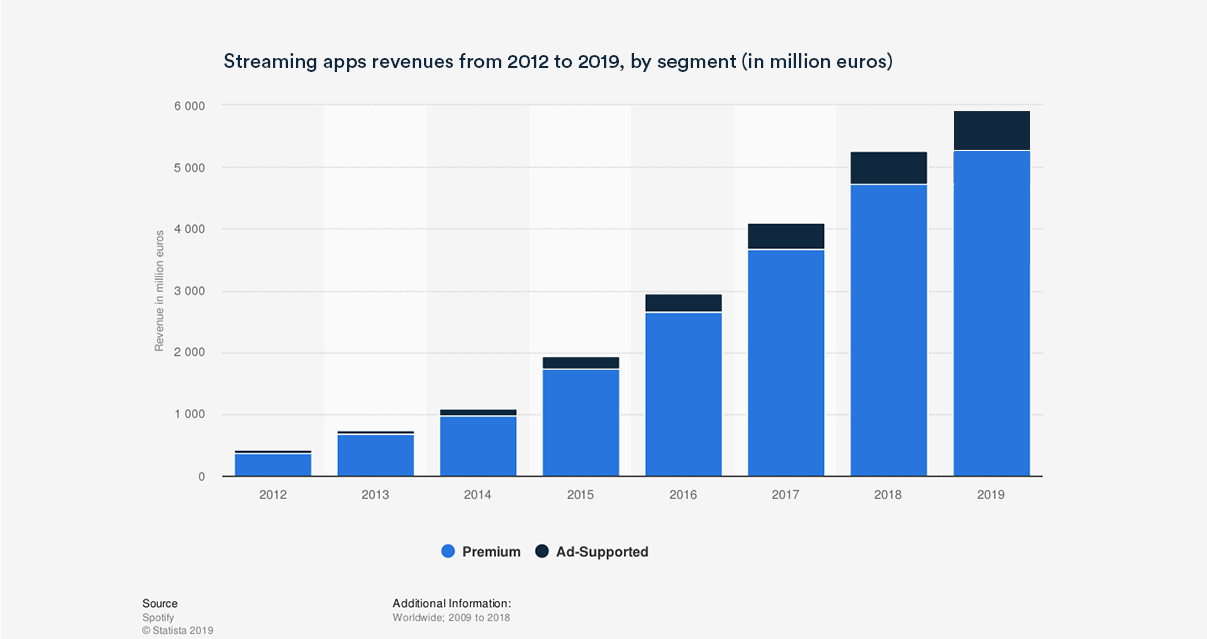 Streaming apps revenues from 2012 to 2019, by segment (in million euros)
Revenue in million euros
6 000
5 000
4 000
3 000
2 000
1 000
0
2012 2013 2014 2015 2016 2017 2018 2019
Premium Ad-Supported
Source
Spotify
© Statista 2019
Additional Information:
Worldwide; 2009 to 2018